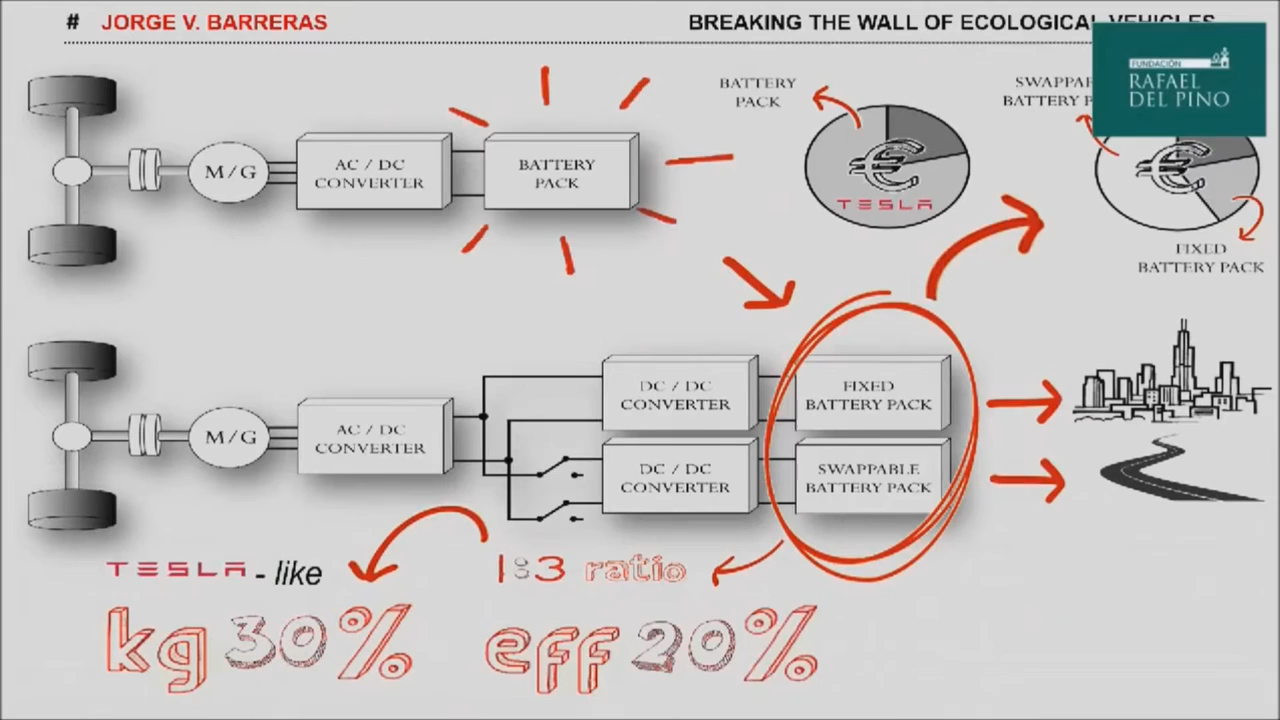 # JORGE V. BARRERAS
BREAKING THE WALL OF ECOLOGICAL VEHICLES
FUNDACIÓN
RAFAEL
DEL PINO
BATTERY
PACK
M/G
AC / DC
CONVERTER
BATTERY
PACK
TESLA
FIXED
BATTERY PACK
M/G
AC / DC
CONVERTER
DC / DC
CONVERTER
FIXED
BATTERY PACK
DC / DC
CONVERTER
SWAPPABLE
BATTERY PACK
TESLA - like
1:3 ratio
kg 30%
eff 20%